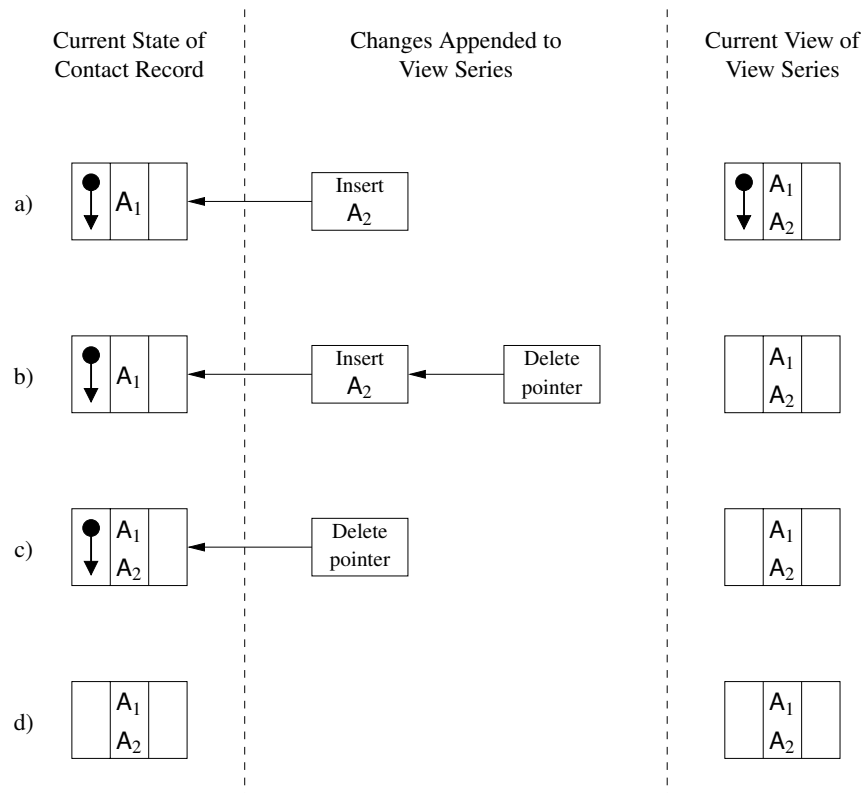 Current State of
Contact Record
Changes Appended to
View Series
Current View of
View Series
a)
A1
Insert
A2
A1
A2
b)
A1
Insert
A2
Delete
pointer
A1
A2
c)
A1
A2
Delete
pointer
A1
A2
d)
A1
A2
A1
A2